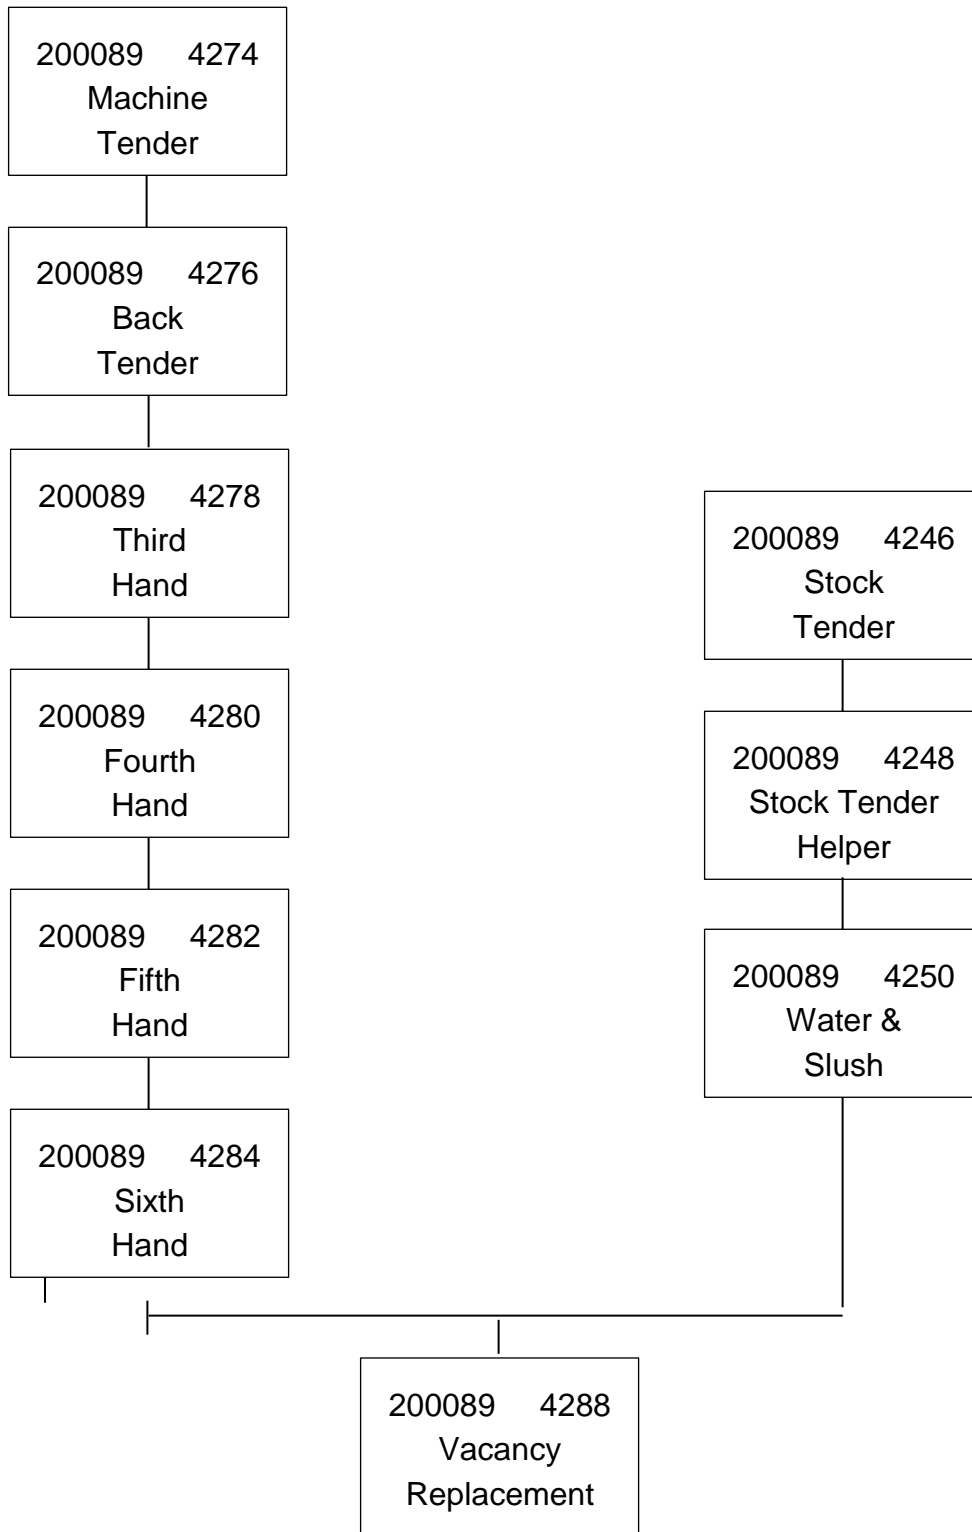 200089 4274
Machine
Tender
200089 4276
Back
Tender
200089 4278
Third
Hand
200089 4280
Fourth
Hand
200089 4282
Fifth
Hand
200089 4284
Sixth
Hand
200089 4246
Stock
Tender
200089 4248
Stock Tender
Helper
200089 4250
Water &
Slush
200089 4288
Vacancy
Replacement